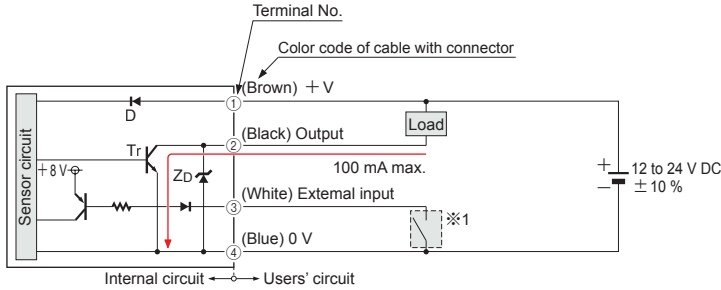 Terminal No.
Color code of cable with connector
(Brown) +V
①
D
Sensor circuit
(Black) Output
②
Load
Tr
ZD
100 mA max.
+8 V
+ 12 to 24 V DC
− ±10 %
(White) External input
③
※1
(Blue) 0 V
④
Internal circuit
Users' circuit